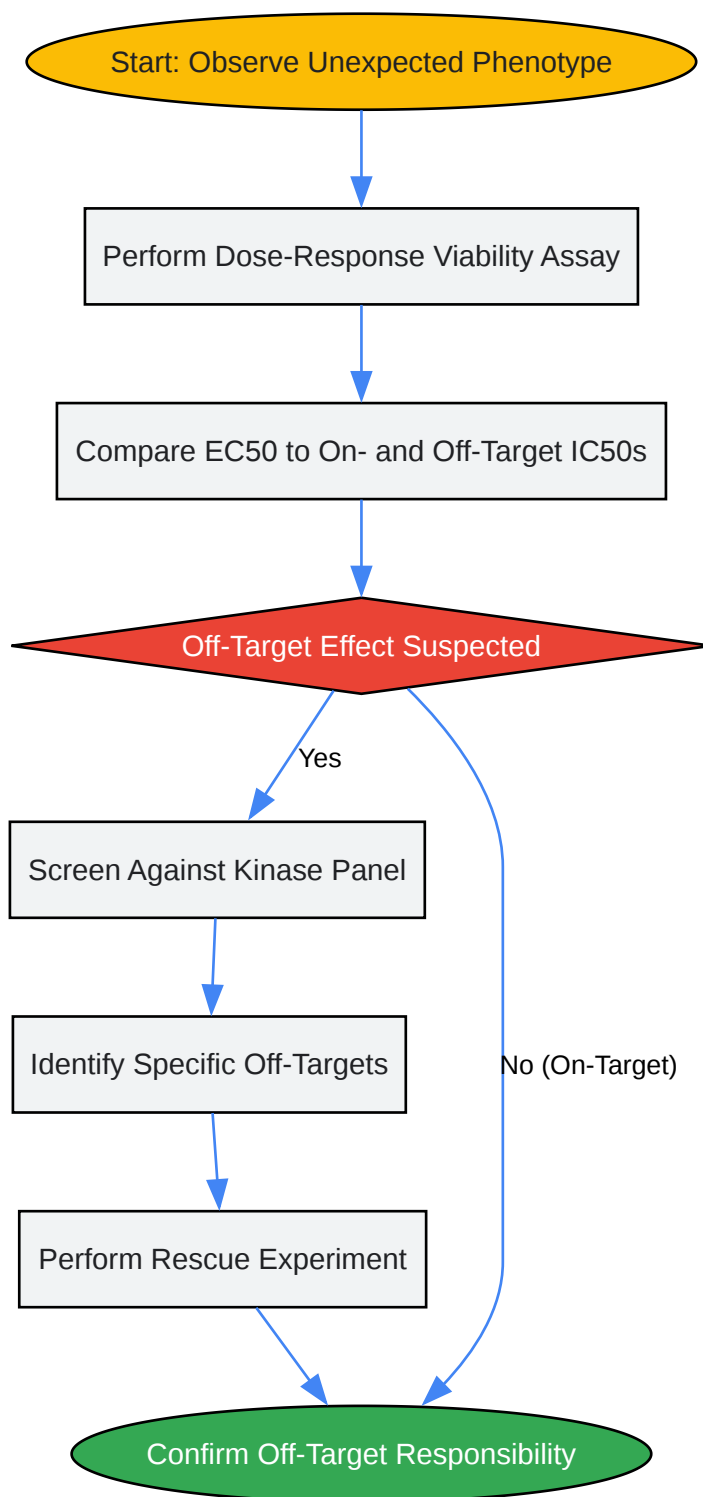 Start: Observe Unexpected Phenotype
Perform Dose-Response Viability Assay
Compare EC50 to On- and Off-Target IC50s
Off-Target Effect Suspected
Yes
Screen Against Kinase Panel
Identify Specific Off-Targets
No (On-Target)
Perform Rescue Experiment
Confirm Off-Target Responsibility